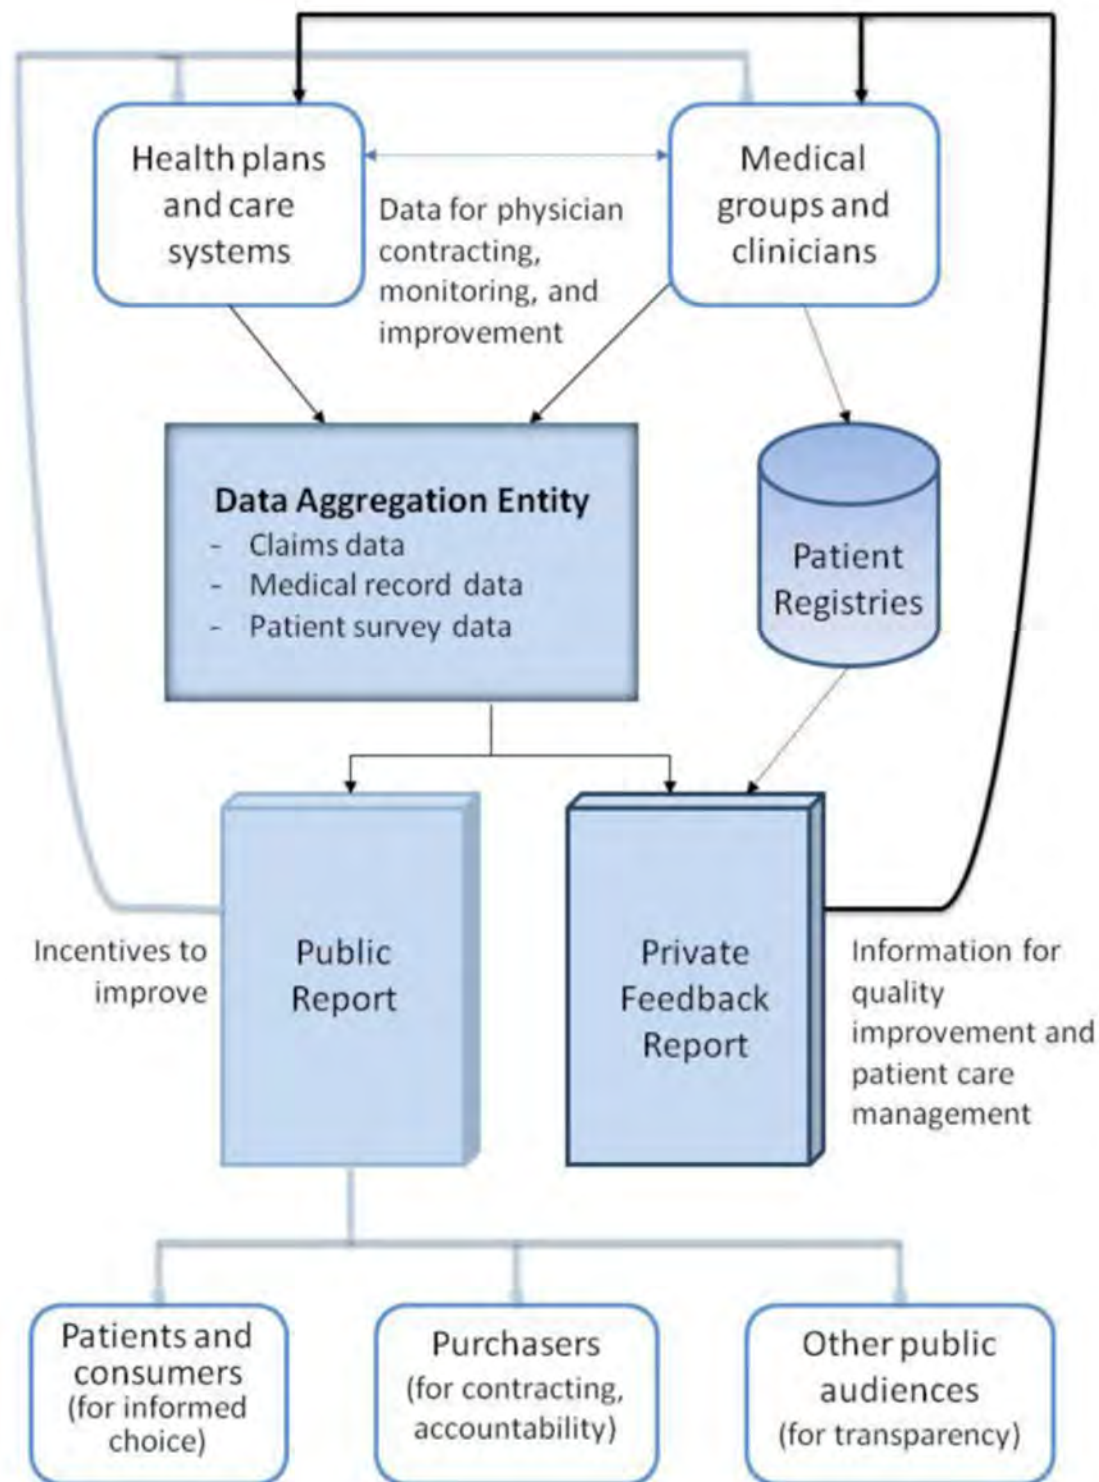 Health plans
and care
systems
Data for physician
contracting,
monitoring, and
improvement
Medical
groups and
clinicians
Data Aggregation Entity
- Claims data
- Medical record data
- Patient survey data
Patient
Registries
Incentives to
improve
Public
Report
Private
Feedback
Report
Information for
quality
improvement and
patient care
management
Patients and
consumers
(for informed
choice)
Purchasers
(for contracting,
accountability)
Other public
audiences
(for transparency)